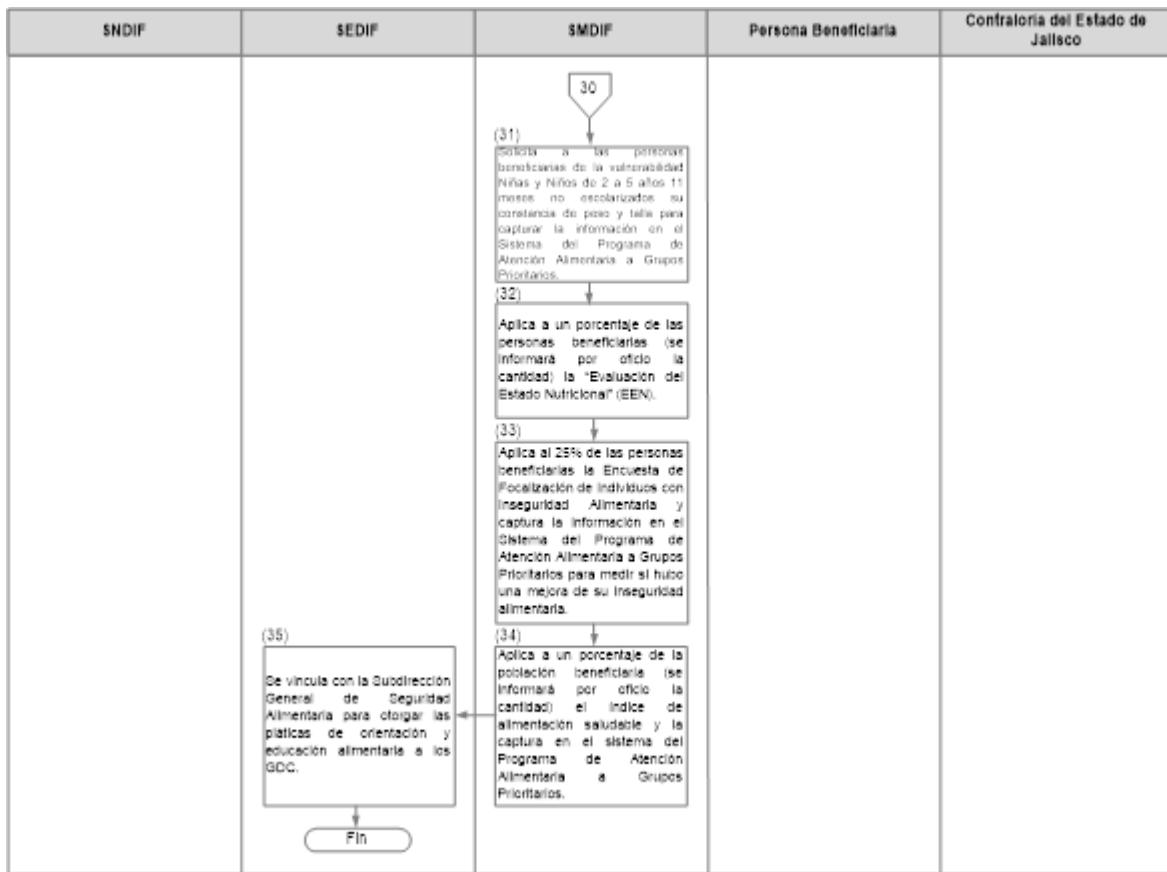 SNDIF
SEDIF
SMDIF
Persona Beneficiaria
Contraloría del Estado de
Jalisco
30
(31)
Solicita a las personas
beneficiarias de la vulnerabilidad
Niñas y Niños de 2 a 5 años 11
meses no escolarizados su
constancia de peso y talla para
capturar la información en el
Sistema del Programa de
Atención Alimentaria a Grupos
Prioritarios.
(32)
Aplica a un porcentaje de las
personas beneficiarias (se
informará por oficio la
cantidad) la "Evaluación del
Estado Nutricional" (EEN).
(33)
Aplica al 25% de las personas
beneficiarias la Encuesta de
Focalización de Individuos con
Inseguridad Alimentaria y
captura la información en el
Sistema del Programa de
Atención Alimentaria a Grupos
Prioritarios para medir si hubo
una mejora de su inseguridad
alimentaria.
(34)
Aplica a un porcentaje de la
población beneficiaria (se
informará por oficio la
cantidad) el índice de
alimentación saludable y la
captura en el sistema del
Programa de Atención
Alimentaria a Grupos
Prioritarios.
(35)
Se vincula con la Subdirección
General de Seguridad
Alimentaria para otorgar las
pláticas de orientación y
educación alimentaria a los
GDC.
Fin